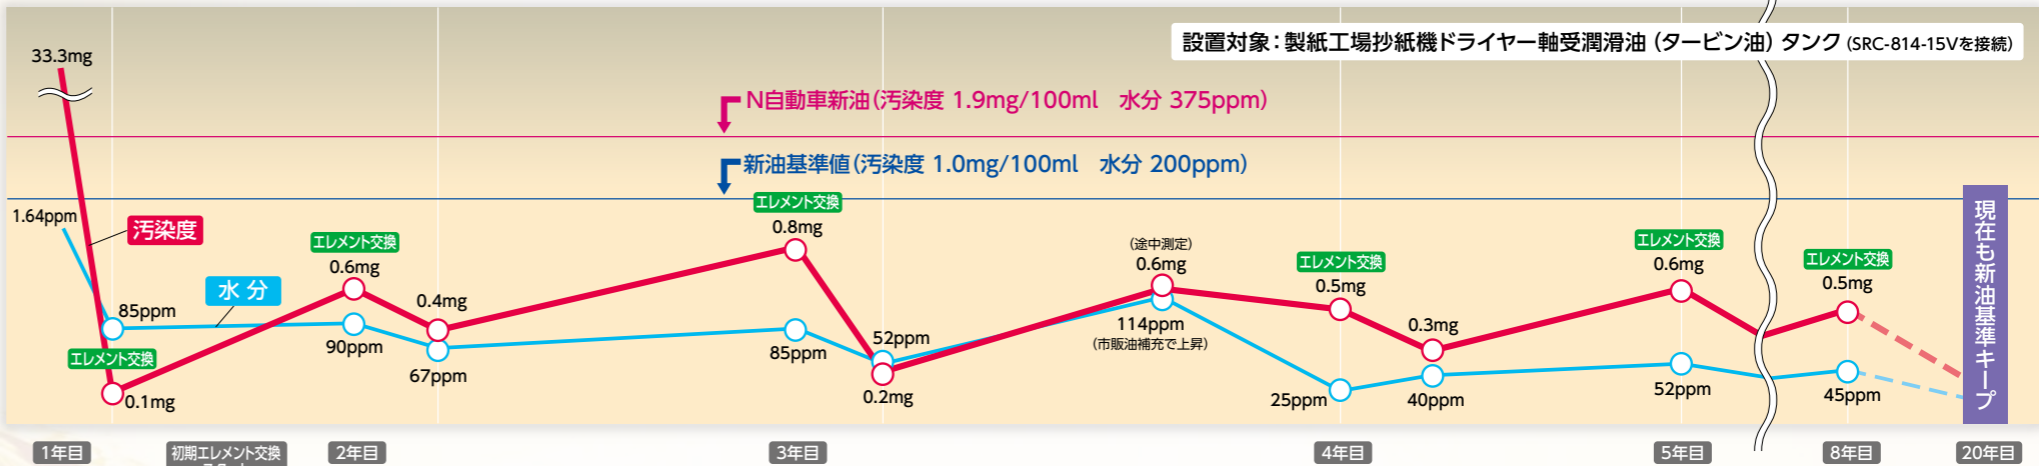 設置対象：製紙工場抄紙機ドライヤー軸受潤滑油（タービン油）タンク（SRC-814-15Vを接続）
33.3mg
N自動車新油（汚染度 1.9mg/100ml　水分 375ppm）
新油基準値（汚染度 1.0mg/100ml　水分 200ppm）
1.64ppm
汚染度
水分
85ppm
エレメント交換
0.1mg
エレメント交換
0.6mg
90ppm
0.4mg
67ppm
エレメント交換
0.8mg
85ppm
52ppm
0.2mg
（途中測定）
0.6mg
114ppm
（市販油補充で上昇）
エレメント交換
0.5mg
25ppm
0.3mg
40ppm
エレメント交換
0.6mg
52ppm
エレメント交換
0.5mg
45ppm
現在も新油基準キープ
1年目
初期エレメント交換
2年目
3年目
4年目
5年目
8年目
20年目